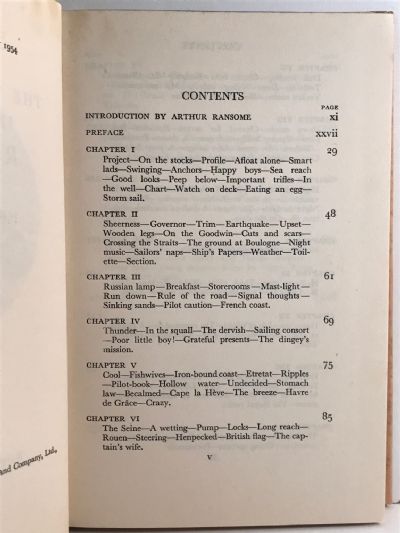 1954
and Company, Ltd.,
CONTENTS
PAGE
INTRODUCTION BY ARTHUR RANSOME xi
PREFACE xxvii
CHAPTER I 29
Project—On the stocks—Profile—Afloat alone—Smart
lads—Swinging—Anchors—Happy boys—Sea reach
—Good looks—Peep below—Important trifles—In
the well—Chart—Watch on deck—Eating an egg—
Storm sail.
CHAPTER II 48
Sheerness—Governor—Trim—Earthquake—Upset—
Wooden legs—On the Goodwin—Cuts and scars—
Crossing the Straits—The ground at Boulogne—Night
music—Sailors' naps—Ship's Papers—Weather—Toil-
ette—Section.
CHAPTER III 61
Russian lamp—Breakfast—Storerooms—Mast-light—
Run down—Rule of the road—Signal thoughts—
Sinking sands—Pilot caution—French coast.
CHAPTER IV 69
Thunder—In the squall—The dervish—Sailing consort
—Poor little boy!—Grateful presents—The dingey's
mission.
CHAPTER V 75
Cool—Fishwives—Iron-bound coast—Etretat—Ripples
—Pilot-book—Hollow water—Undecided—Stomach
law—Becalmed—Cape la Hève—The breeze—Havre
de Grâce—Crazy.
CHAPTER VI 85
The Seine—A wetting—Pump—Locks—Long reach—
Rouen—Steering—Henpecked—British flag—The cap-
tain's wife.
v